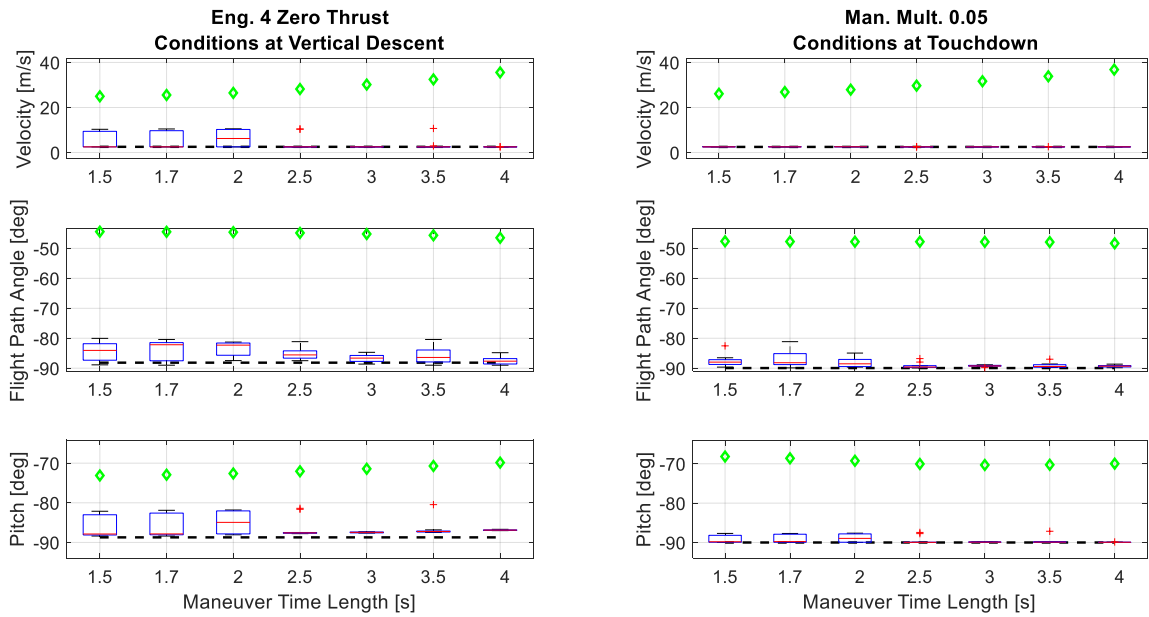 Eng. 4 Zero Thrust
Conditions at Vertical Descent
Velocity [m/s]
40
20
0
1.5 1.7 2 2.5 3 3.5 4
Flight Path Angle [deg]
-50
-60
-70
-80
-90
1.5 1.7 2 2.5 3 3.5 4
Pitch [deg]
-70
-80
-90
1.5 1.7 2 2.5 3 3.5 4
Maneuver Time Length [s]
Man. Mult. 0.05
Conditions at Touchdown
Velocity [m/s]
40
20
0
1.5 1.7 2 2.5 3 3.5 4
Flight Path Angle [deg]
-50
-60
-70
-80
-90
1.5 1.7 2 2.5 3 3.5 4
Pitch [deg]
-70
-80
-90
1.5 1.7 2 2.5 3 3.5 4
Maneuver Time Length [s]